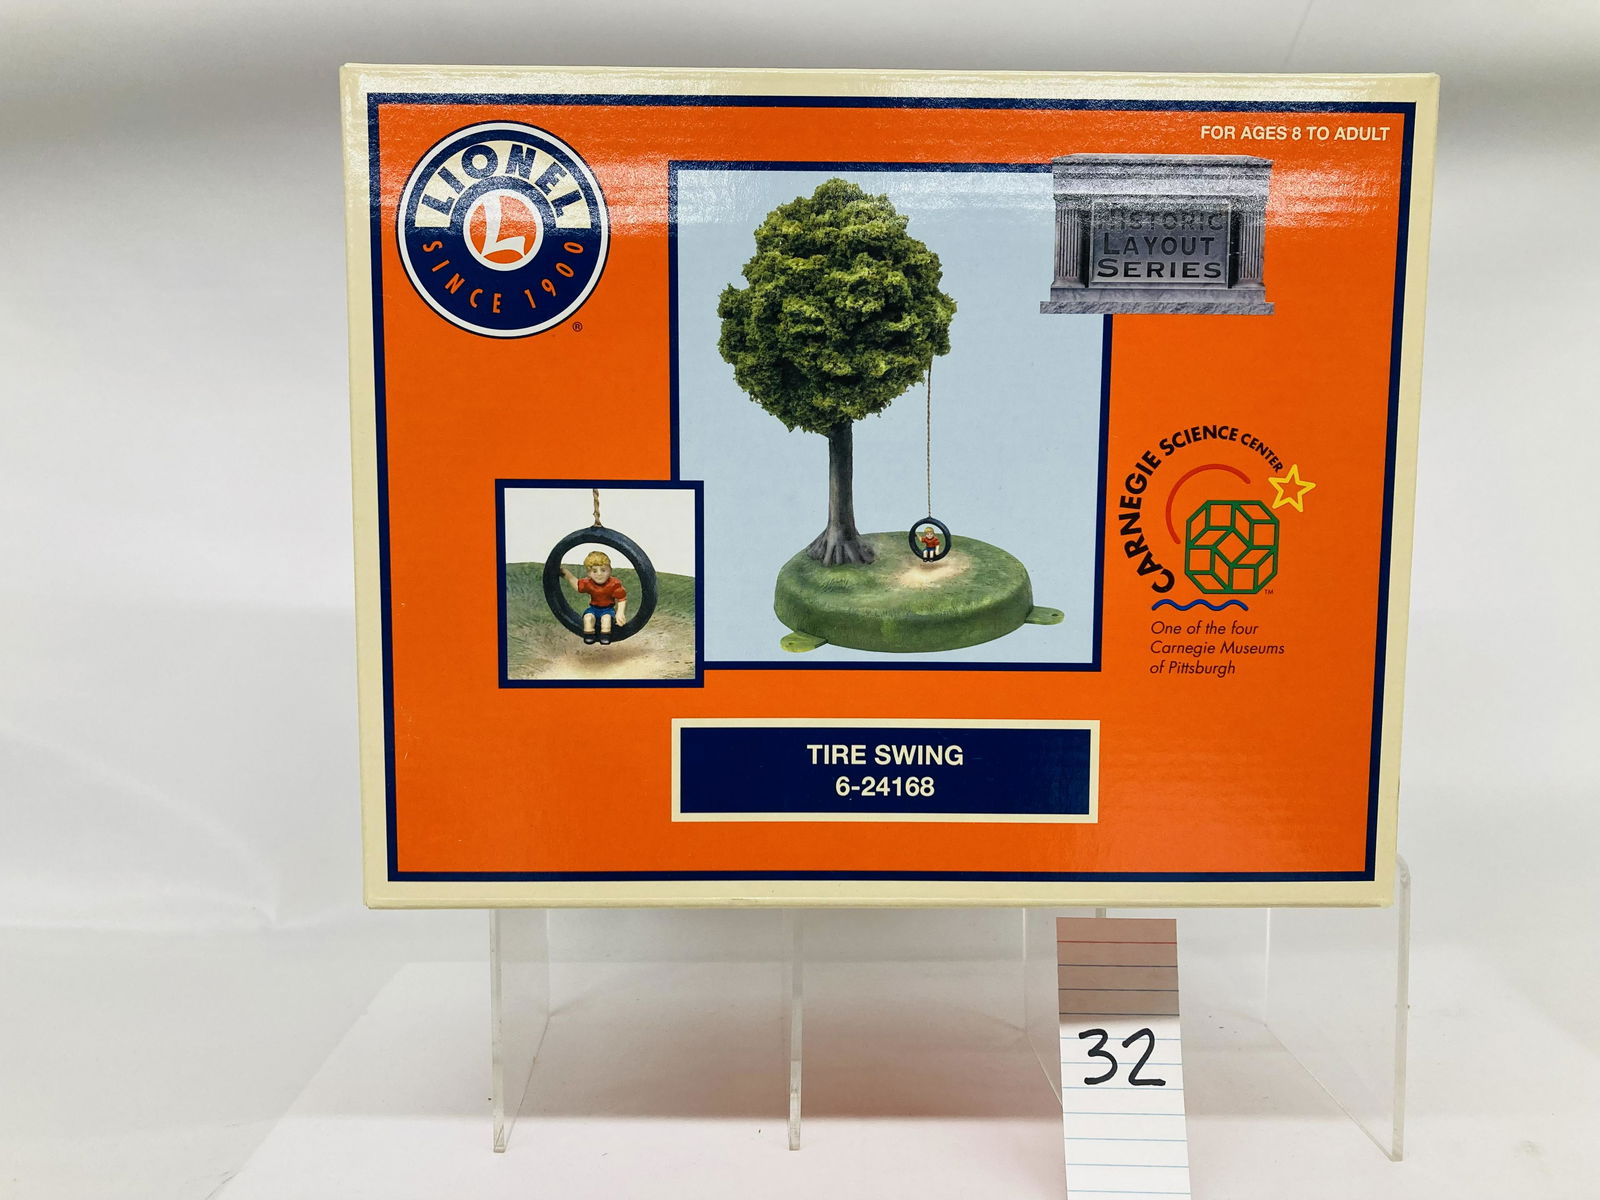 FOR AGES 8 TO ADULT
LIONEL
L
SINCE 1900
®
HISTORIC
LAYOUT
SERIES
CARNEGIE SCIENCE CENTER
TM
One of the four
Carnegie Museums
of Pittsburgh
TIRE SWING
6-24168
32